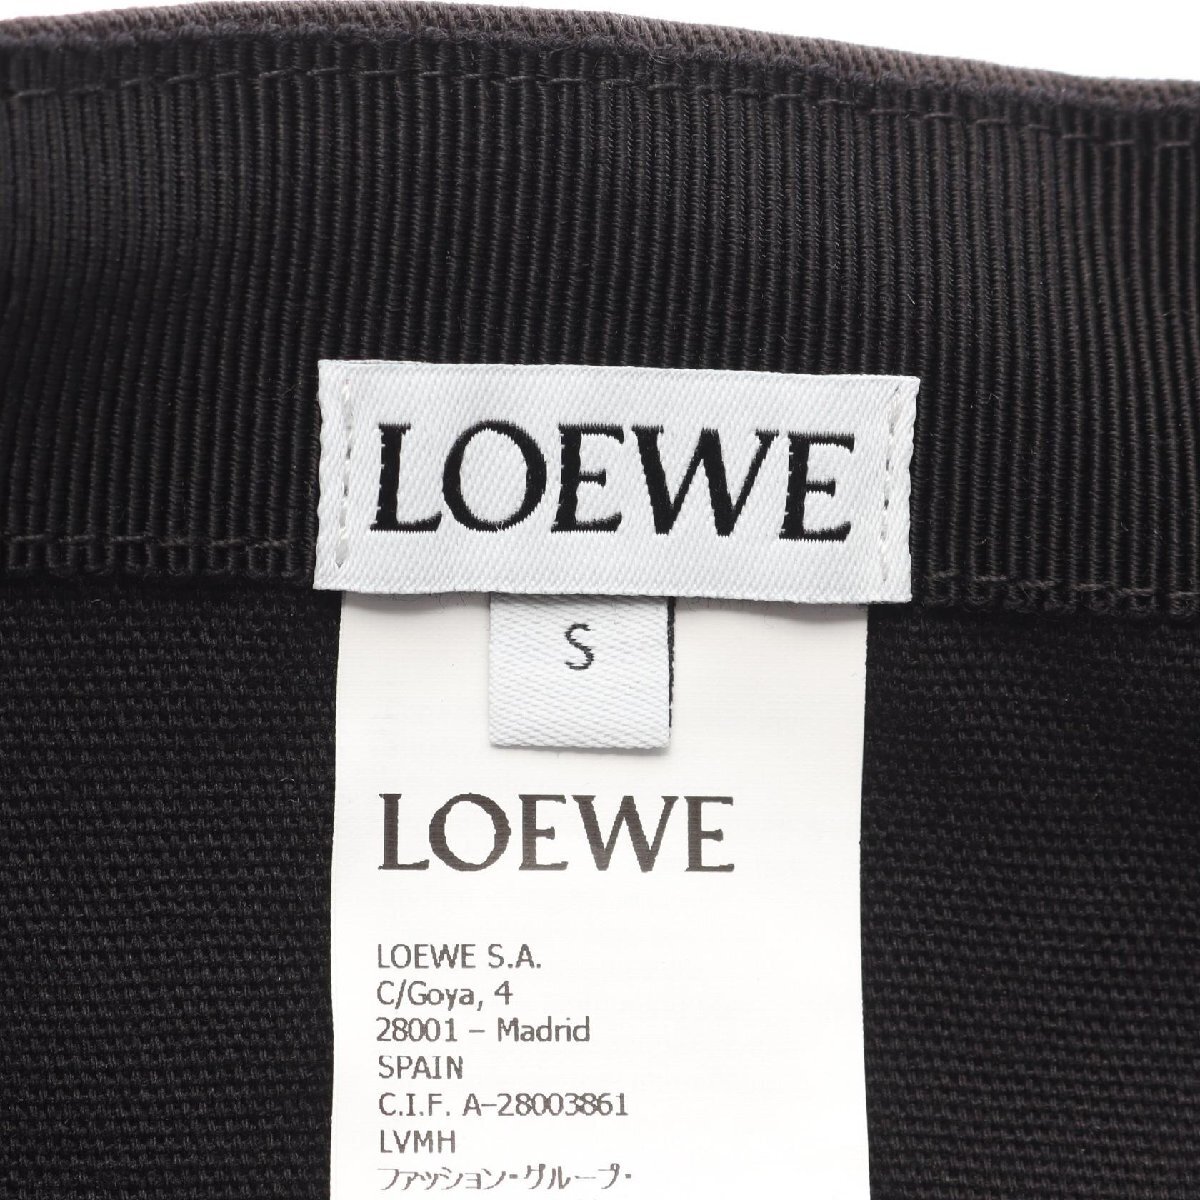 LOEWE
S
LOEWE
LOEWE S.A.
C/Goya, 4
28001 – Madrid
SPAIN
C.I.F. A-28003861
LVMH
ファッション・グループ・